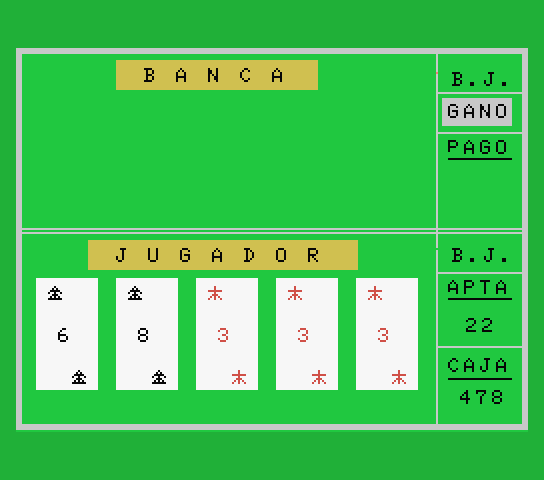 B A N C A
B.J.
GANO
PAGO
J U G A D O R
B.J.
APTA
22
6 8 3 3 3
CAJA
478